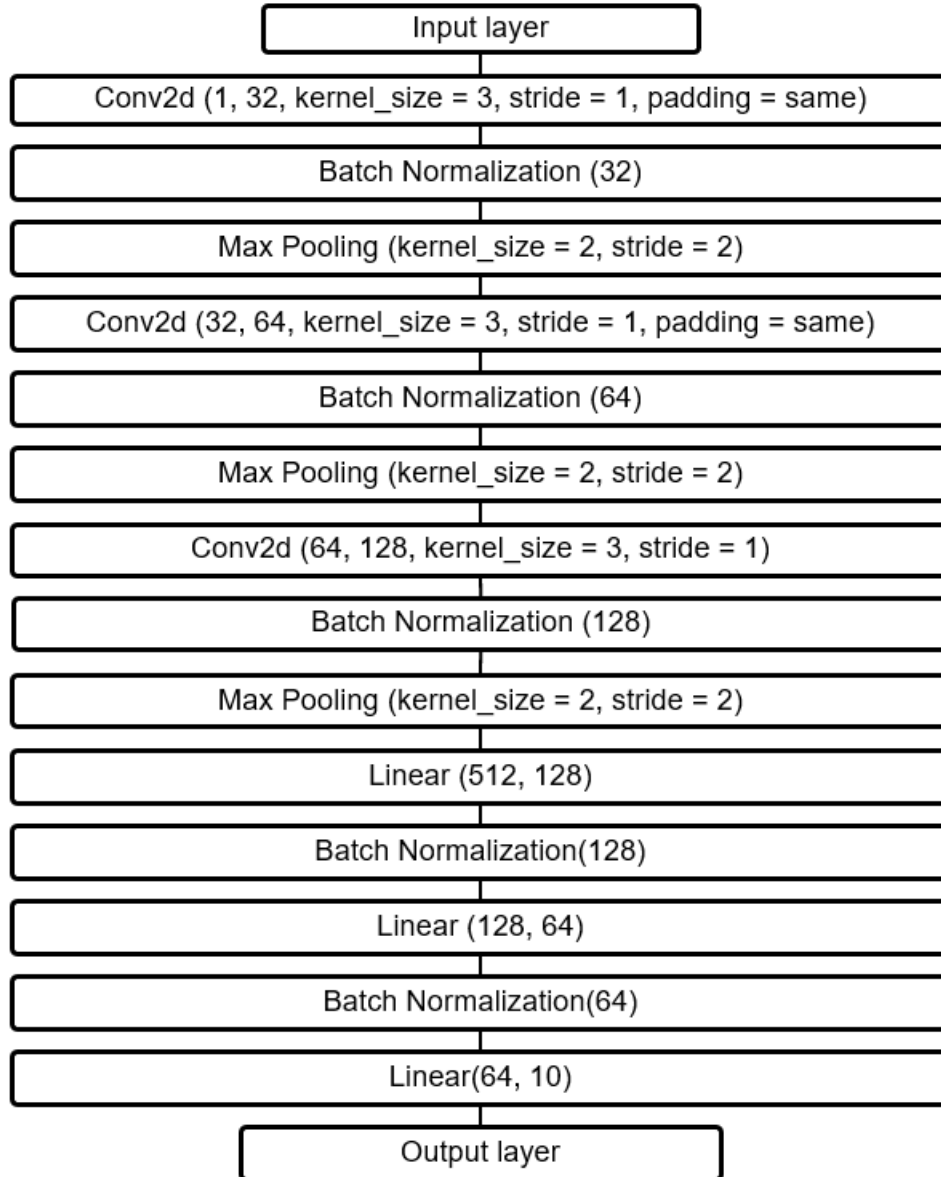 Input layer
Conv2d (1, 32, kernel_size = 3, stride = 1, padding = same)
Batch Normalization (32)
Max Pooling (kernel_size = 2, stride = 2)
Conv2d (32, 64, kernel_size = 3, stride = 1, padding = same)
Batch Normalization (64)
Max Pooling (kernel_size = 2, stride = 2)
Conv2d (64, 128, kernel_size = 3, stride = 1)
Batch Normalization (128)
Max Pooling (kernel_size = 2, stride = 2)
Linear (512, 128)
Batch Normalization(128)
Linear (128, 64)
Batch Normalization(64)
Linear(64, 10)
Output layer